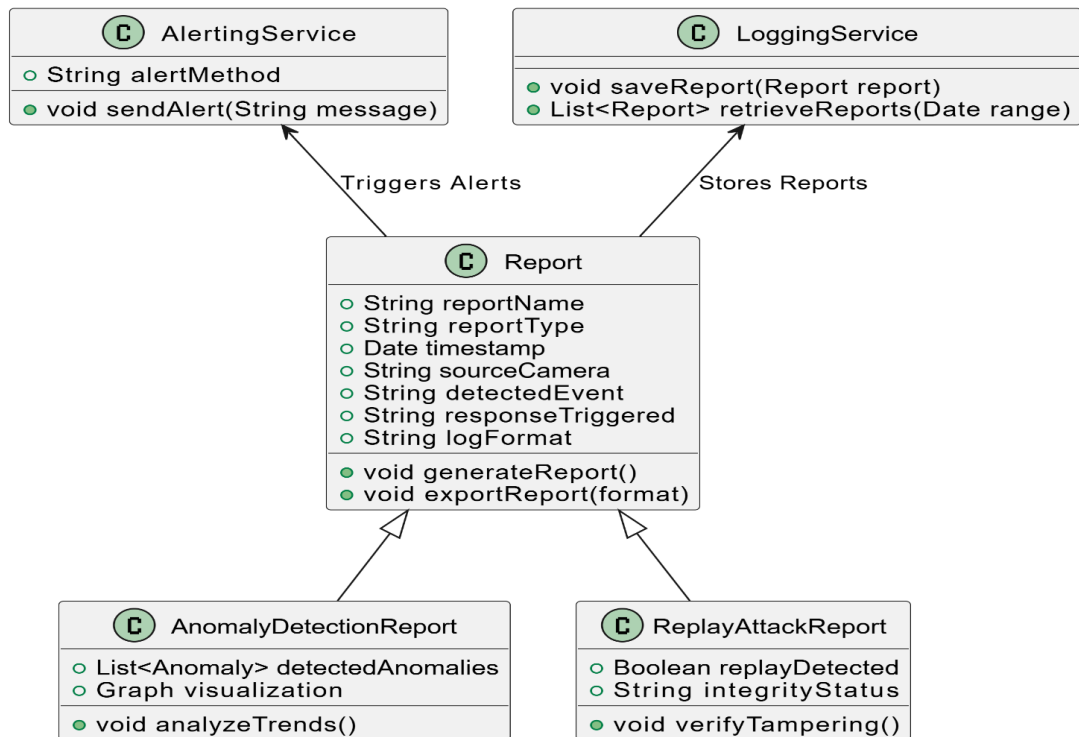 C AlertingService
String alertMethod
void sendAlert(String message)
C LoggingService
void saveReport(Report report)
List<Report> retrieveReports(Date range)
Triggers Alerts
Stores Reports
C Report
String reportName
String reportType
Date timestamp
String sourceCamera
String detectedEvent
String responseTriggered
String logFormat
void generateReport()
void exportReport(format)
C AnomalyDetectionReport
List<Anomaly> detectedAnomalies
Graph visualization
void analyzeTrends()
C ReplayAttackReport
Boolean replayDetected
String integrityStatus
void verifyTampering()